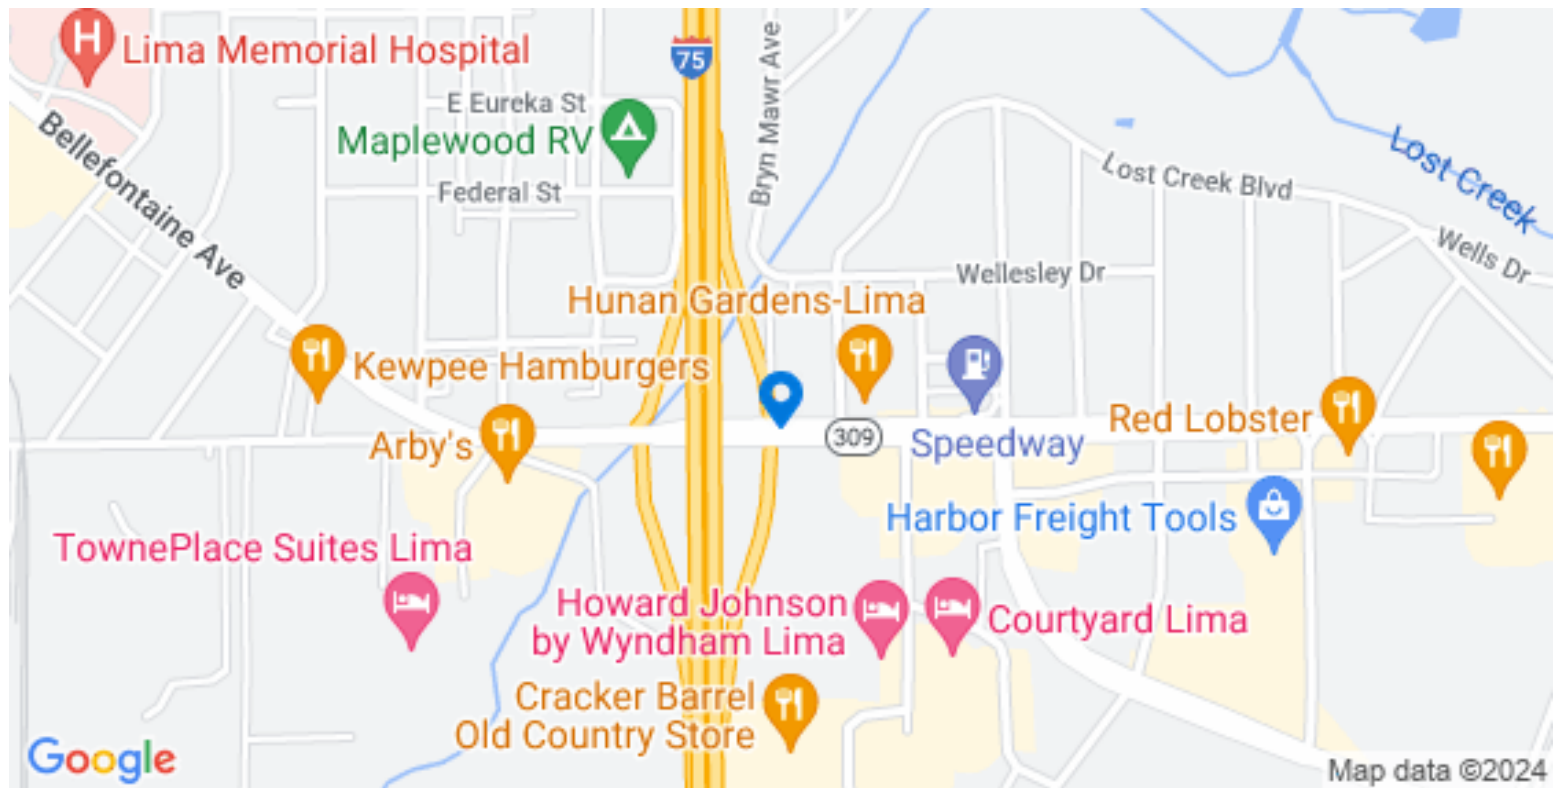 H
Lima Memorial Hospital
75
E Eureka St
Maplewood RV
Federal St
Bellefontaine Ave
Bryn Mawr Ave
Lost Creek Blvd
Lost Creek
Wells Dr
Wellesley Dr
Hunan Gardens-Lima
Kewpee Hamburgers
Arby's
309
Speedway
Red Lobster
Harbor Freight Tools
TownePlace Suites Lima
Howard Johnson
by Wyndham Lima
Courtyard Lima
Cracker Barrel
Old Country Store
Google
Map data ©2024